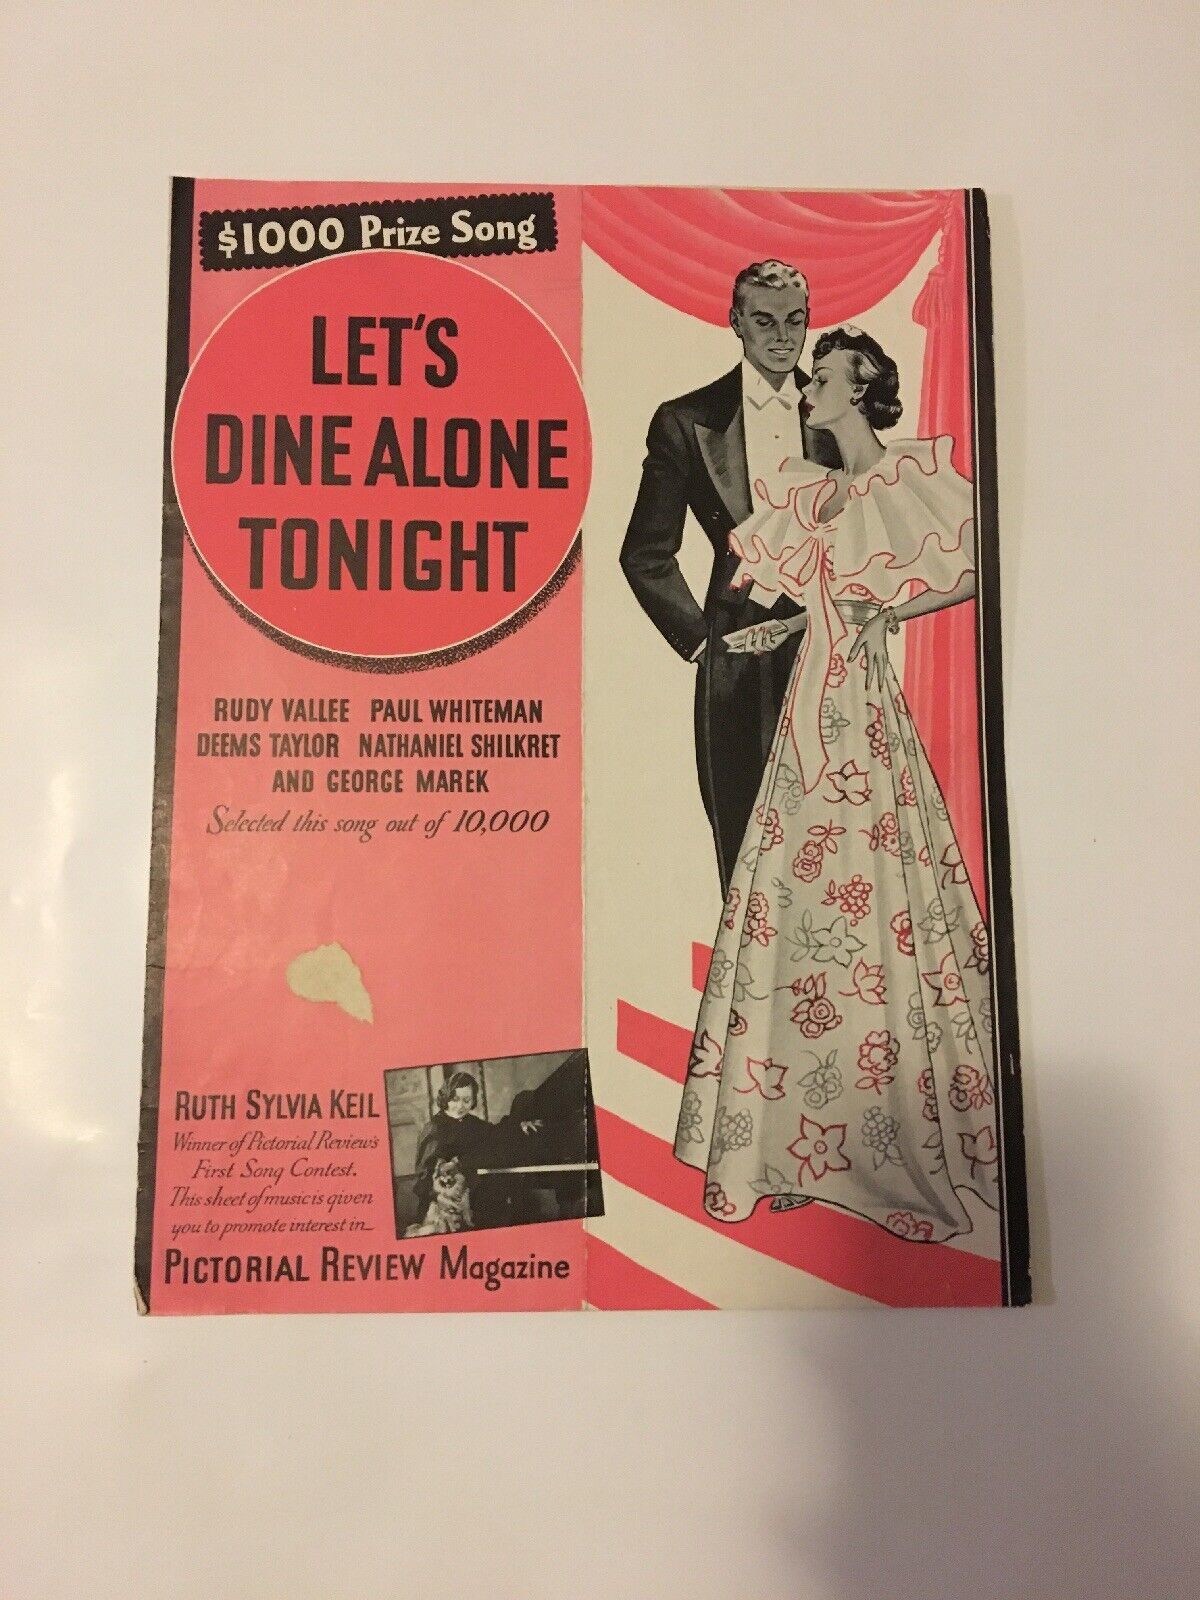 $1000 Prize Song
LET'S
DINE ALONE
TONIGHT
RUDY VALLEE PAUL WHITEMAN
DEEMS TAYLOR NATHANIEL SHILKRET
AND GEORGE MAREK
Selected this song out of 10,000
RUTH SYLVIA KEIL
Winner of Pictorial Review's
First Song Contest.
This sheet of music is given
you to promote interest in—
PICTORIAL REVIEW Magazine